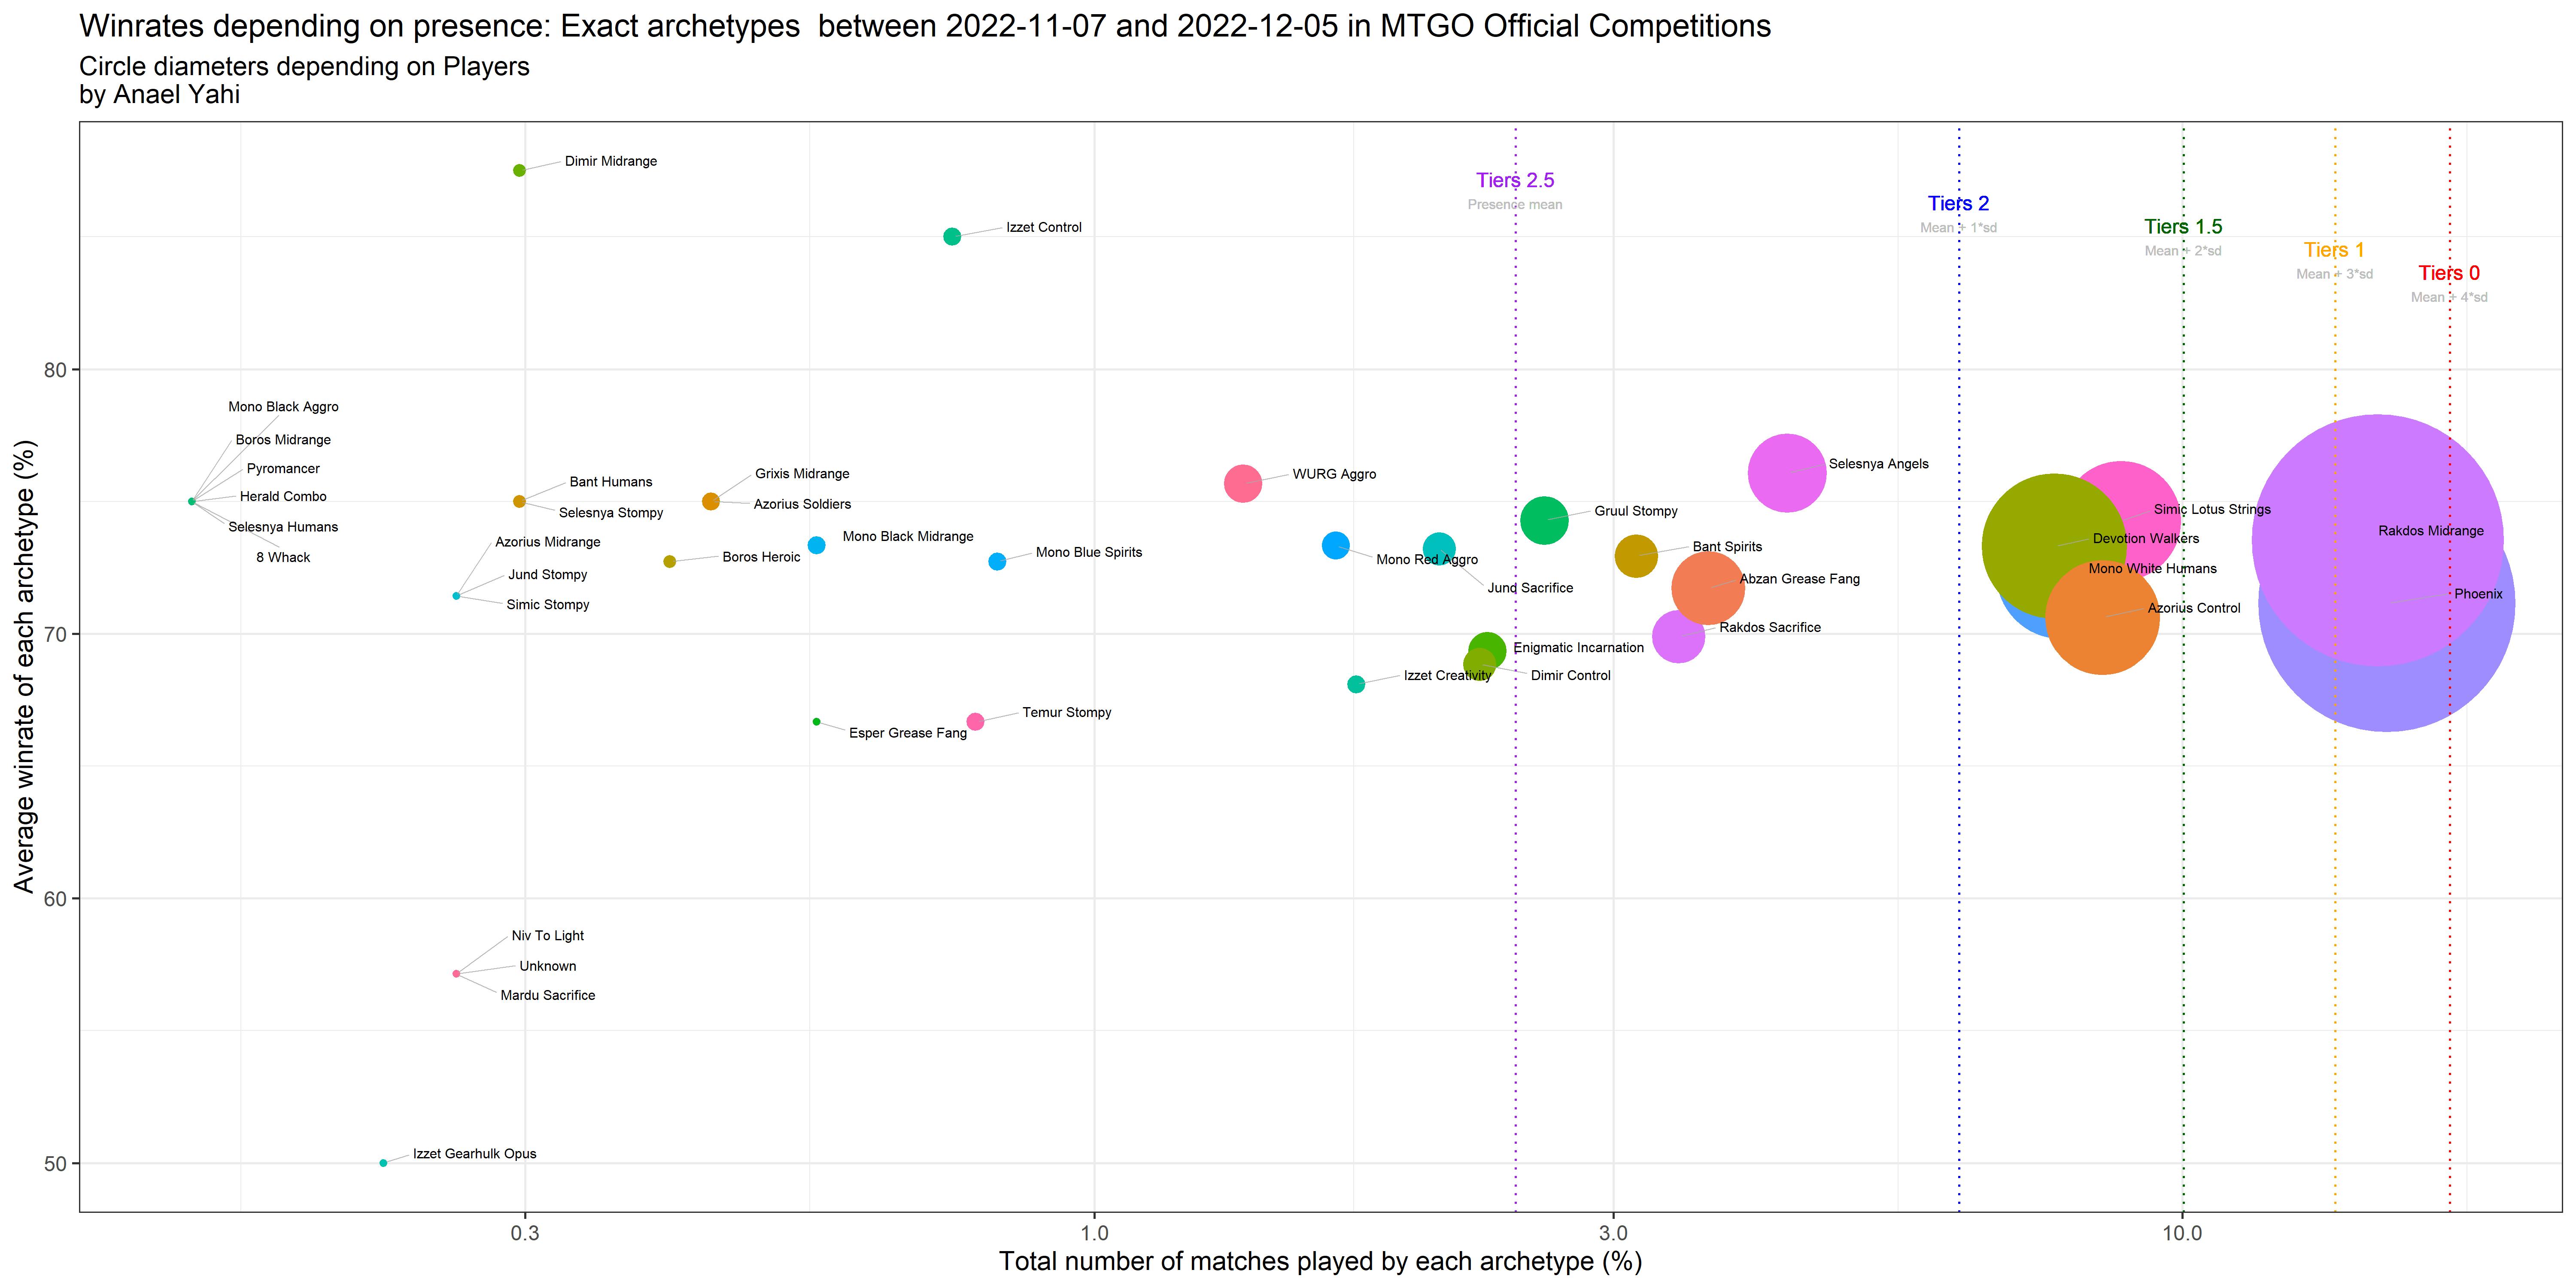 Winrates depending on presence: Exact archetypes  between 2022-11-07 and 2022-12-05 in MTGO Official Competitions
Circle diameters depending on Players
by Anael Yahi
Dimir Midrange
Izzet Control
Tiers 2.5
Presence mean
Tiers 2
Mean + 1*sd
Tiers 1.5
Mean + 2*sd
Tiers 1
Mean + 3*sd
Tiers 0
Mean + 4*sd
80
Mono Black Aggro
Boros Midrange
Pyromancer
Herald Combo
Selesnya Humans
8 Whack
Bant Humans
Selesnya Stompy
Grixis Midrange
Azorius Soldiers
Azorius Midrange
Jund Stompy
Simic Stompy
Boros Heroic
Mono Black Midrange
Mono Blue Spirits
WURG Aggro
Mono Red Aggro
Jund Sacrifice
Gruul Stompy
Bant Spirits
Selesnya Angels
Abzan Grease Fang
Rakdos Sacrifice
Enigmatic Incarnation
Dimir Control
Izzet Creativity
Simic Lotus Strings
Devotion Walkers
Mono White Humans
Azorius Control
Rakdos Midrange
Phoenix
70
Esper Grease Fang
Temur Stompy
60
Niv To Light
Unknown
Mardu Sacrifice
Izzet Gearhulk Opus
50
Average winrate of each archetype (%)
0.3
1.0
3.0
10.0
Total number of matches played by each archetype (%)